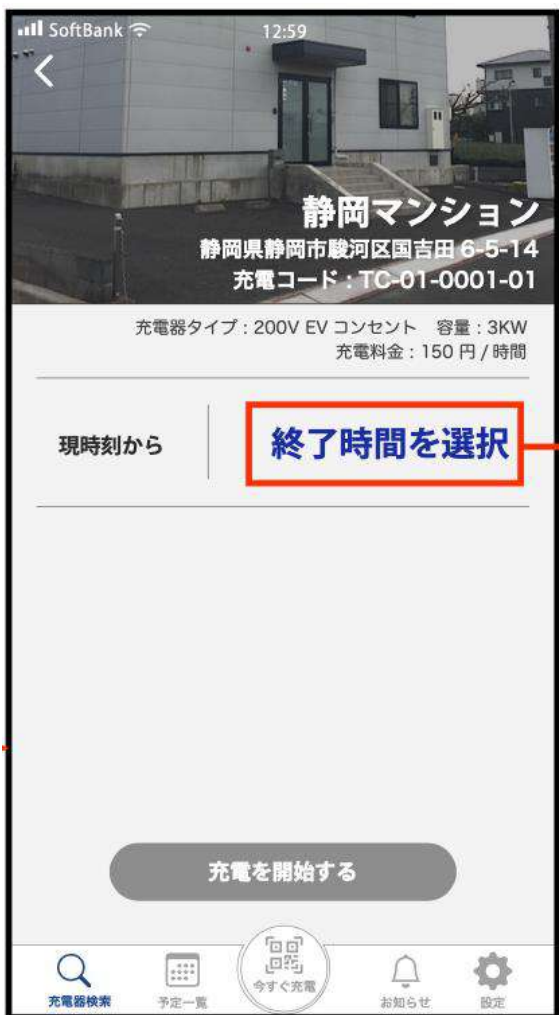 SoftBank 12:59
静岡マンション
静岡県静岡市駿河区国吉田 6-5-14
充電コード : TC-01-0001-01
充電器タイプ : 200V EV コンセント 容量 : 3KW
充電料金 : 150 円 / 時間
現時刻から 終了時間を選択
充電を開始する
充電器検索 予定一覧 今すぐ充電 お知らせ 設定